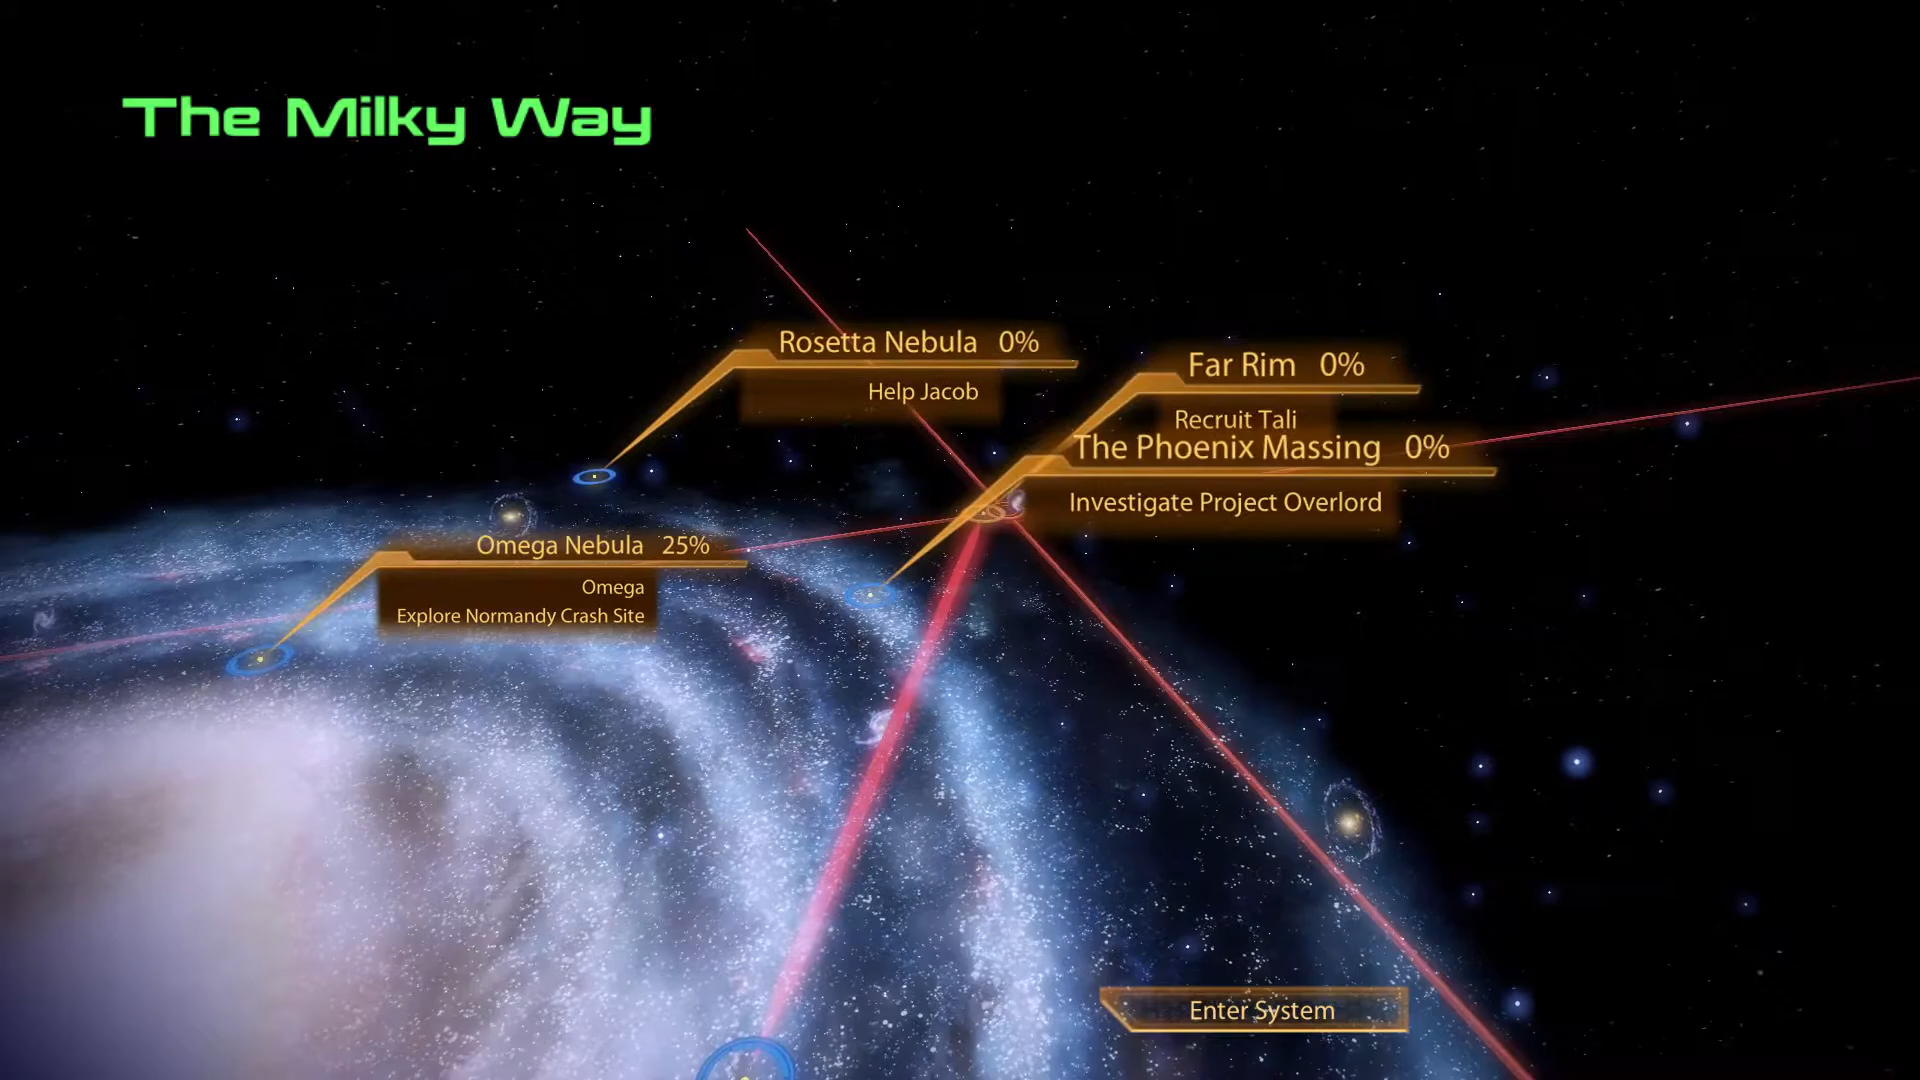 The Milky Way
Rosetta Nebula 0%
Help Jacob
Far Rim 0%
Recruit Tali
The Phoenix Massing 0%
Investigate Project Overlord
Omega Nebula 25%
Omega
Explore Normandy Crash Site
Enter System